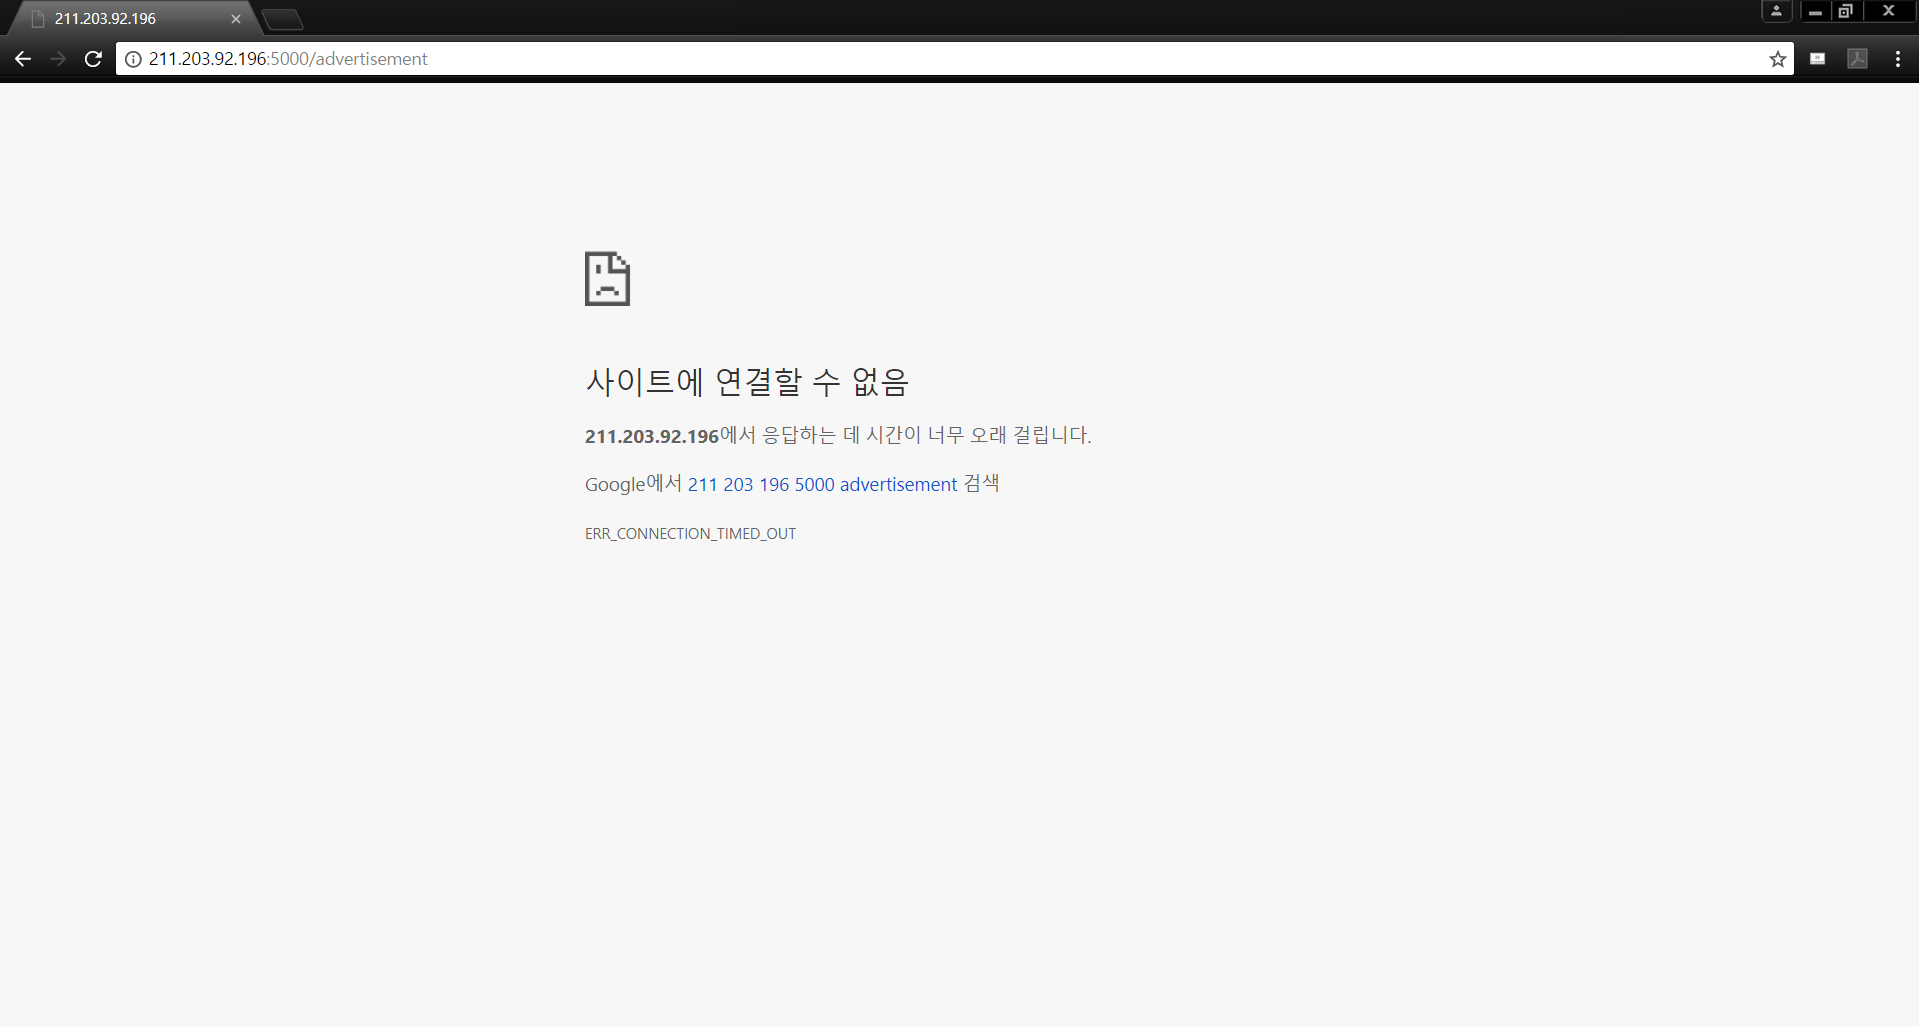 211.203.92.196
211.203.92.196:5000/advertisement
사이트에 연결할 수 없음
211.203.92.196에서 응답하는 데 시간이 너무 오래 걸립니다.
Google에서 211 203 196 5000 advertisement 검색
ERR_CONNECTION_TIMED_OUT